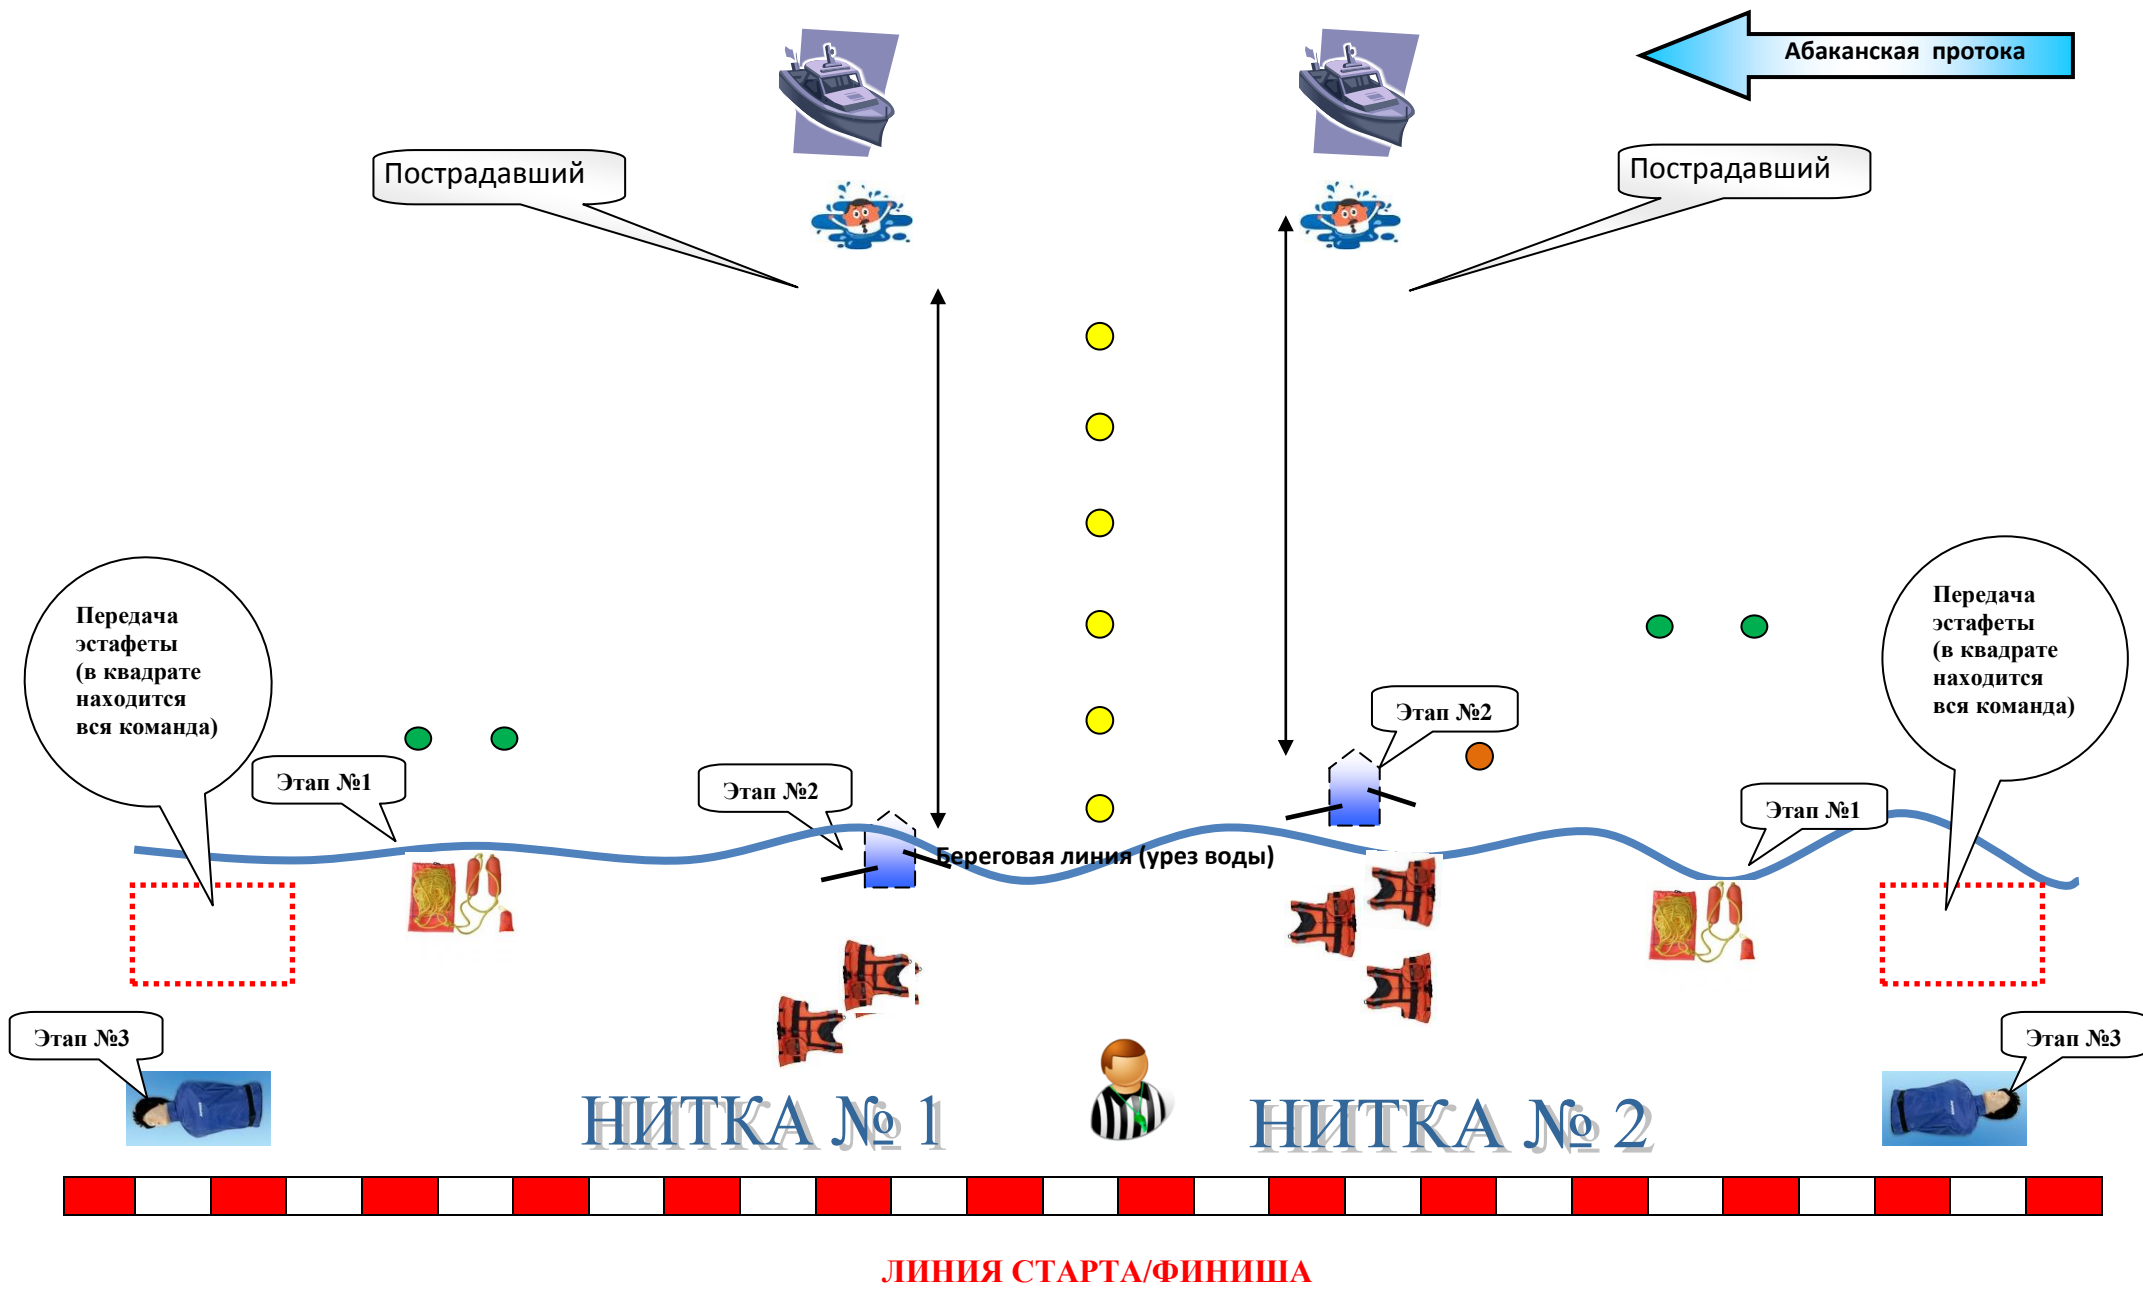 Абаканская протока
Пострадавший
Пострадавший
Передача
эстафеты
(в квадрате
находится
вся команда)
Передача
эстафеты
(в квадрате
находится
вся команда)
Этап №2
Этап №1
Этап №2
Этап №1
Береговая линия (урез воды)
Этап №3
Этап №3
НИТКА № 1
НИТКА № 2
ЛИНИЯ СТАРТА/ФИНИША